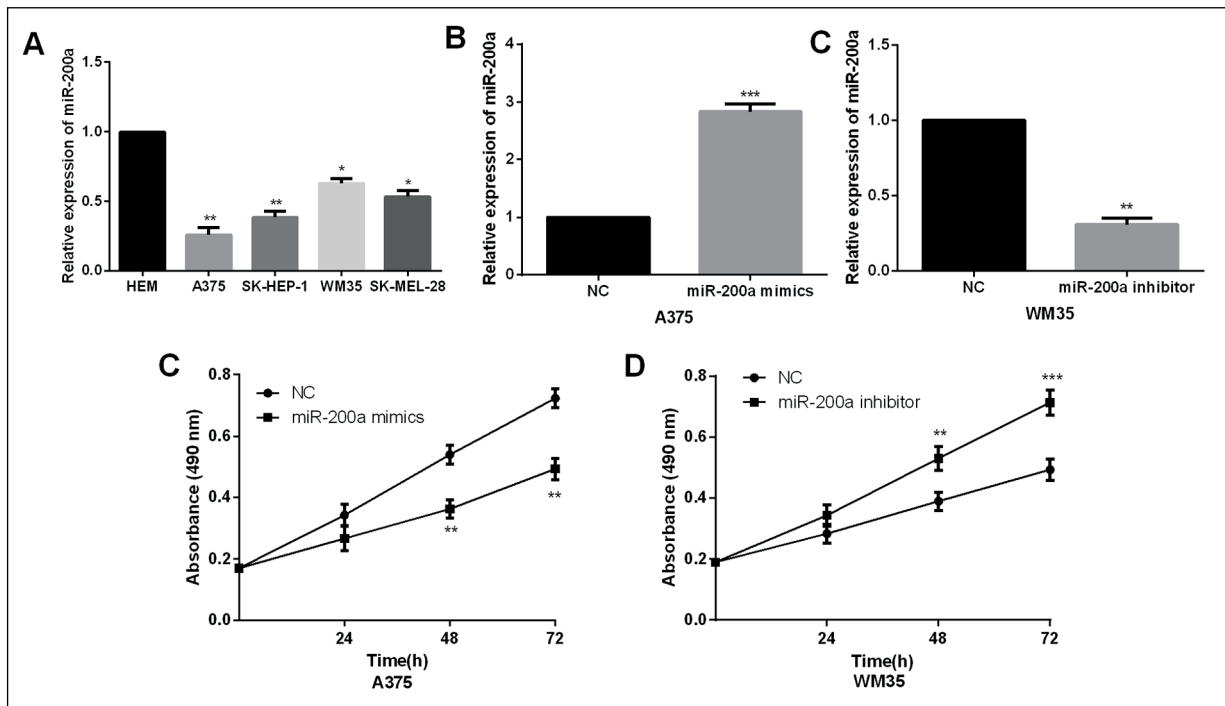 A
Relative expression of miR-200a
1.5
1.0
0.5
0.0
**
**
*
*
HEM
A375
SK-HEP-1
WM35
SK-MEL-28
B
Relative expression of miR-200a
4
3
2
1
0
***
NC
miR-200a mimics
A375
C
Relative expression of miR-200a
1.5
1.0
0.5
0.0
**
NC
miR-200a inhibitor
WM35
C
Absorbance (490 nm)
0.8
0.6
0.4
0.2
0.0
NC
miR-200a mimics
**
**
24
48
72
Time(h)
A375
D
Absorbance (490 nm)
0.8
0.6
0.4
0.2
0.0
NC
miR-200a inhibitor
**
***
24
48
72
Time(h)
WM35